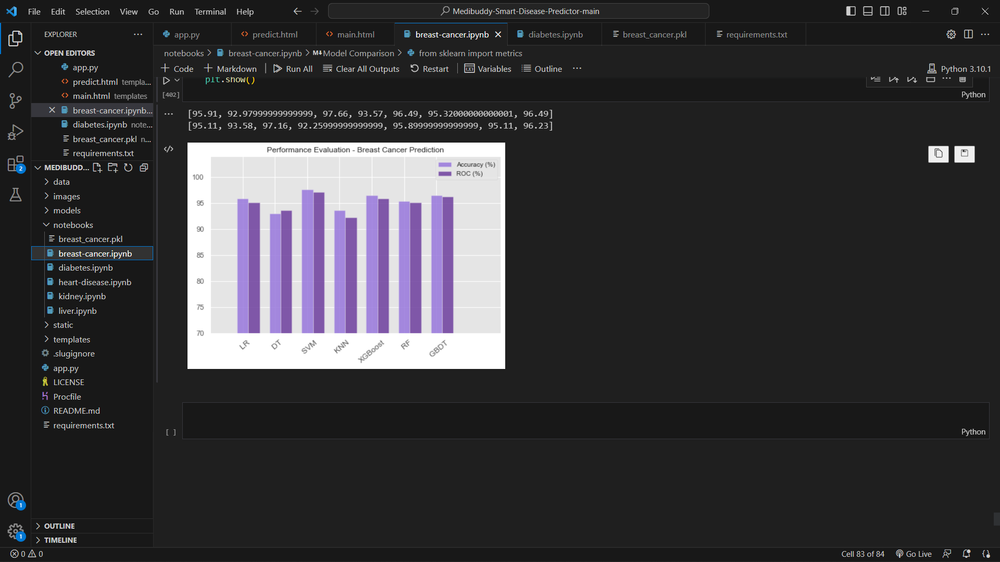 File Edit Selection View Go Run Terminal Help
Medibuddy-Smart-Disease-Predictor-main
EXPLORER
OPEN EDITORS
app.py
predict.html templa...
main.html templates
breast-cancer.ipynb...
diabetes.ipynb note...
breast_cancer.pkl n...
requirements.txt
MEDIBUDD...
data
images
models
notebooks
breast_cancer.pkl
breast-cancer.ipynb
diabetes.ipynb
heart-disease.ipynb
kidney.ipynb
liver.ipynb
static
templates
.slugignore
app.py
LICENSE
Procfile
README.md
requirements.txt
OUTLINE
TIMELINE
2
1
1
app.py predict.html main.html breast-cancer.ipynb diabetes.ipynb breast_cancer.pkl requirements.txt
notebooks > breast-cancer.ipynb > M↓Model Comparison > from sklearn import metrics
Code Markdown Run All Clear All Outputs Restart Variables Outline ... Python 3.10.1
plt.show()
[402]
Python
[95.91, 92.97999999999999, 97.66, 93.57, 96.49, 95.32000000000001, 96.49]
[95.11, 93.58, 97.16, 92.25999999999999, 95.89999999999999, 95.11, 96.23]
Performance Evaluation - Breast Cancer Prediction
Accuracy (%)
ROC (%)
100
95
90
85
80
75
70
LR DT SVM KNN XGBoost RF GBDT
[ ]
Python
0 0
Cell 83 of 84 Go Live